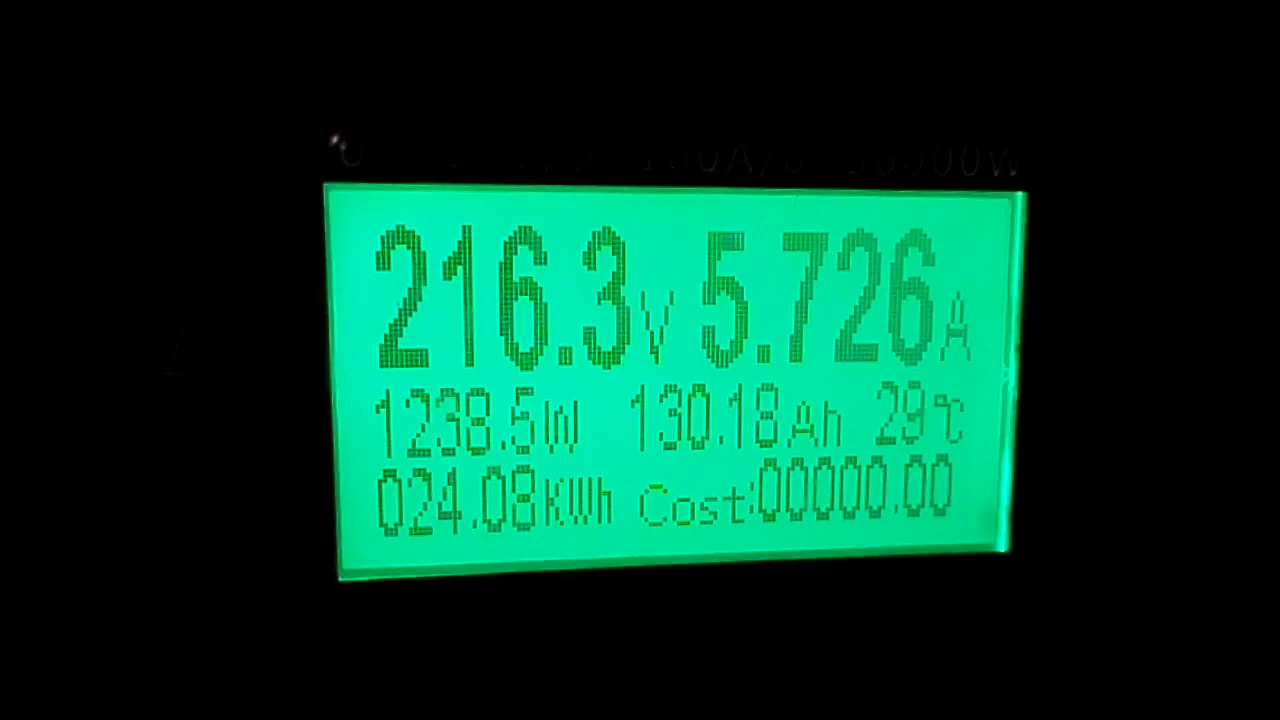 216.3V 5.726A
1238.5W 130.18Ah 29℃
024.08KWh Cost:00000.00